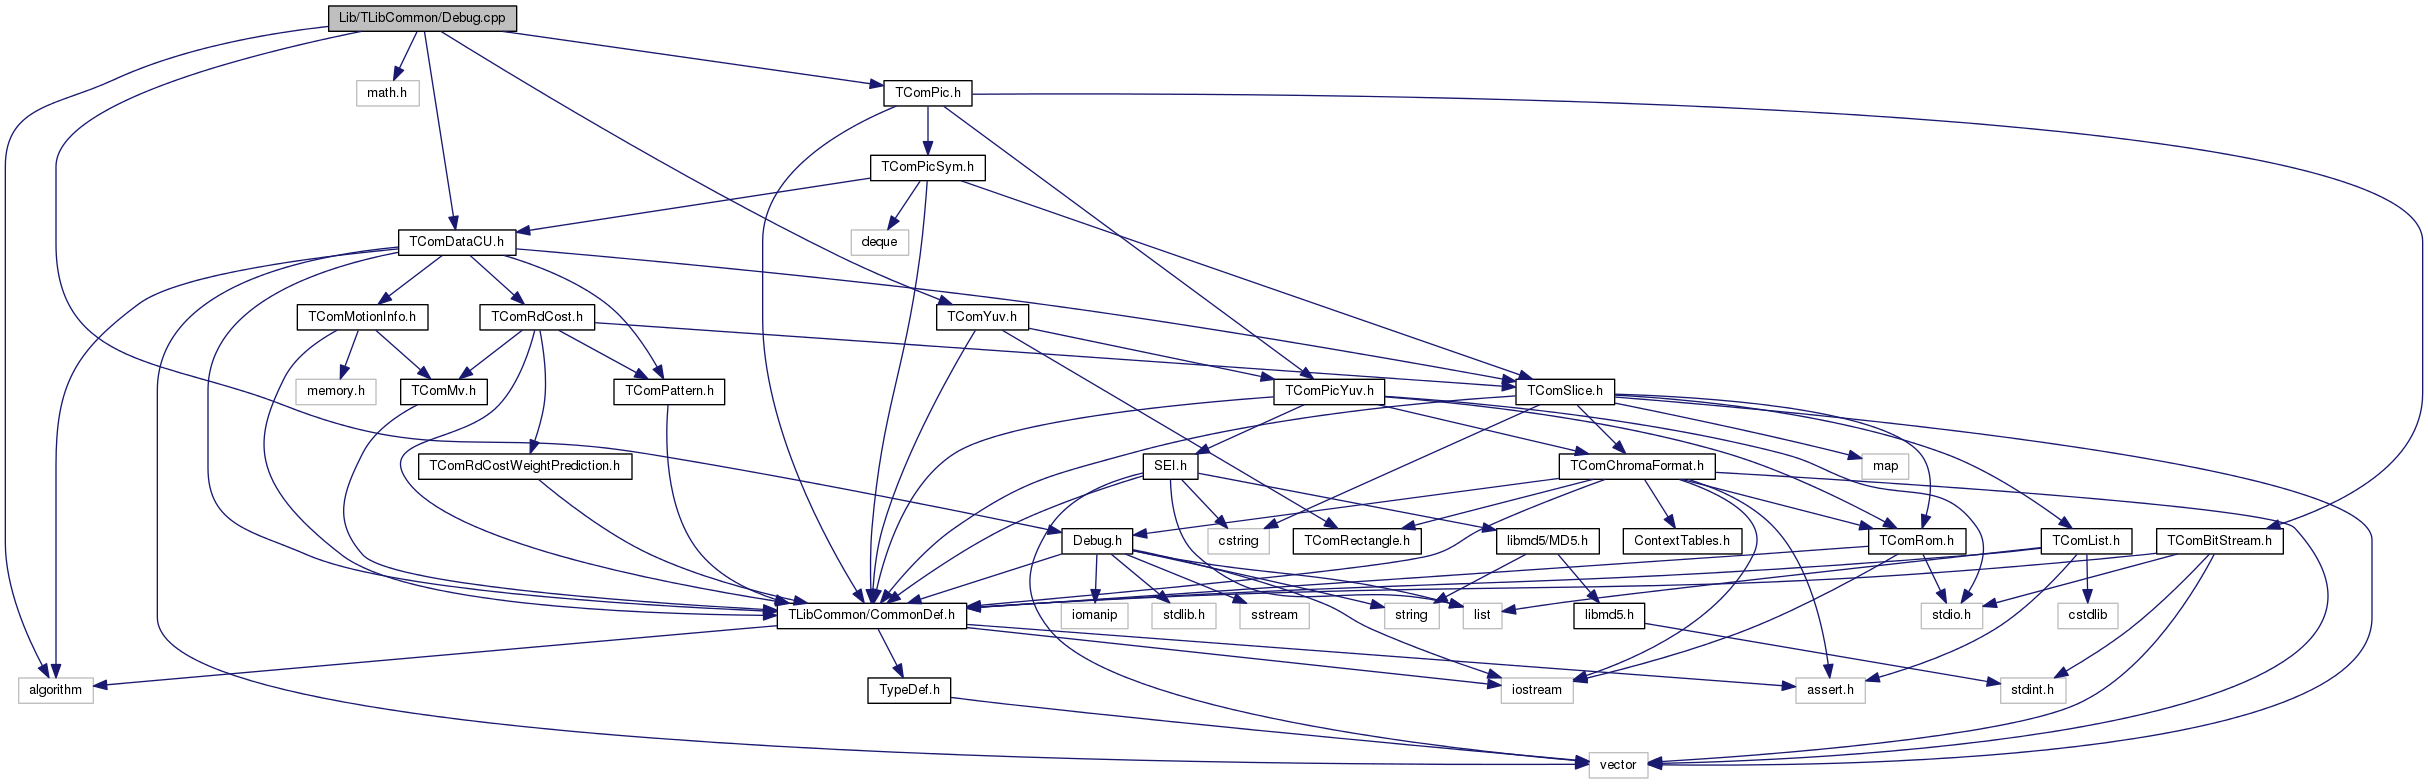 Lib/TLibCommon/Debug.cpp
math.h
TComPic.h
TComPicSym.h
TComDataCU.h
deque
TComMotionInfo.h
TComRdCost.h
TComYuv.h
memory.h
TComMv.h
TComPattern.h
TComPicYuv.h
TComSlice.h
TComRdCostWeightPrediction.h
SEI.h
TComChromaFormat.h
map
Debug.h
cstring
TComRectangle.h
libmd5/MD5.h
ContextTables.h
TComRom.h
TComList.h
TComBitStream.h
TLibCommon/CommonDef.h
iomanip
stdlib.h
sstream
string
list
libmd5.h
stdio.h
cstdlib
algorithm
TypeDef.h
iostream
assert.h
stdint.h
vector